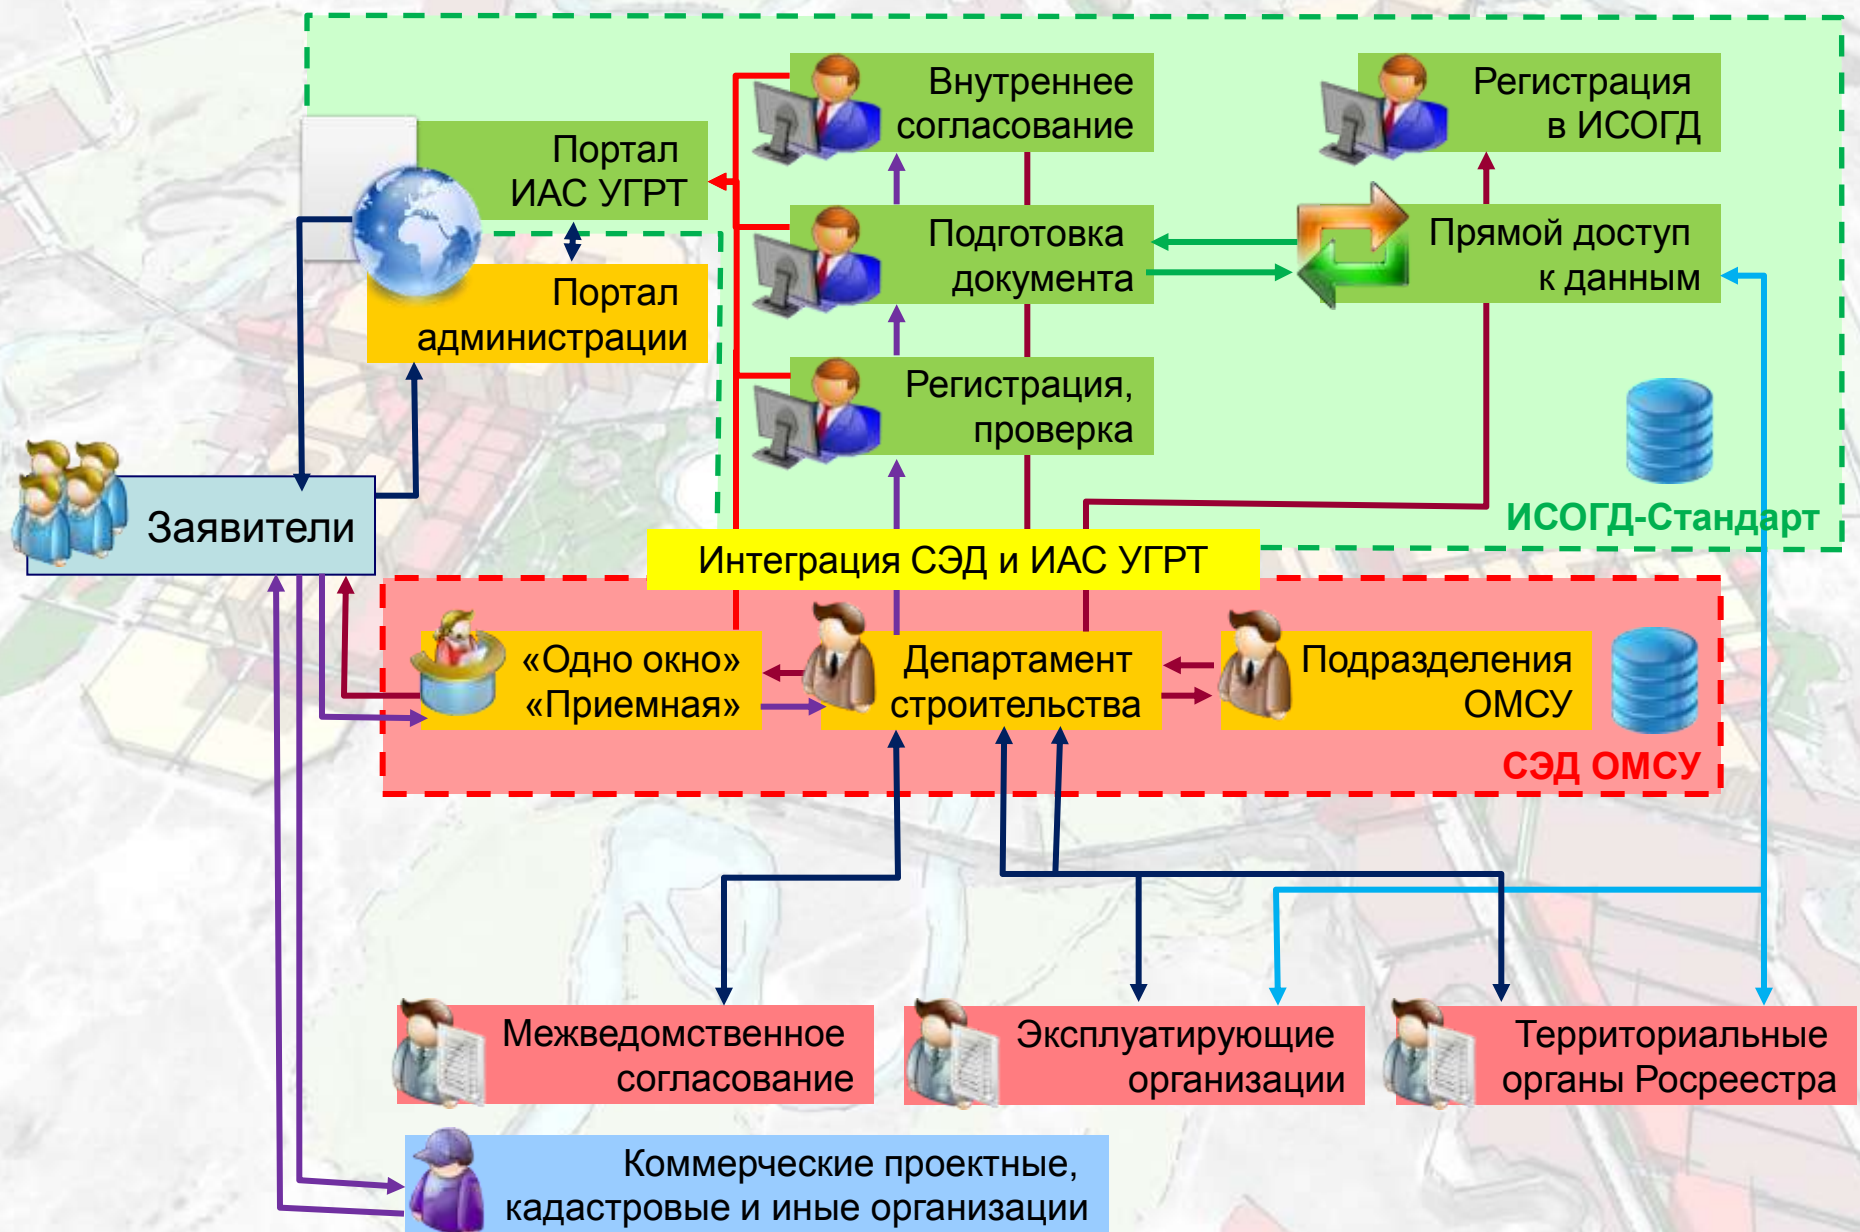 Внутреннее
согласование
Регистрация
в ИСОГД
Портал
ИАС УГРТ
Подготовка
документа
Прямой доступ
к данным
Портал
администрации
Регистрация,
проверка
Заявители
ИСОГД-Стандарт
Интеграция СЭД и ИАС УГРТ
«Одно окно»
«Приемная»
Департамент
строительства
Подразделения
ОМСУ
СЭД ОМСУ
Межведомственное
согласование
Эксплуатирующие
организации
Территориальные
органы Росреестра
Коммерческие проектные,
кадастровые и иные организации